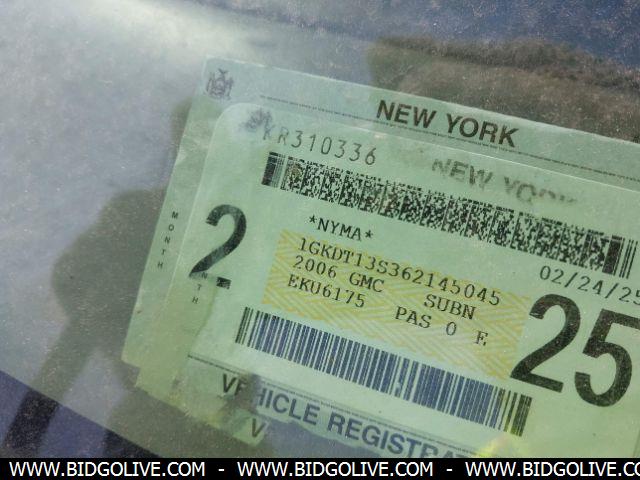 NEW YORK
KR310336
NEW YORK
*NYMA*
1GKDT13S362145045
02/24/25
2006 GMC SUBN
EKU6175 PAS 0 E
MONTH
2
25
VEHICLE REGISTRA
V
WWW.BIDGOLIVE.COM - WWW.BIDGOLIVE.COM - WWW.BIDGOLIVE.COM